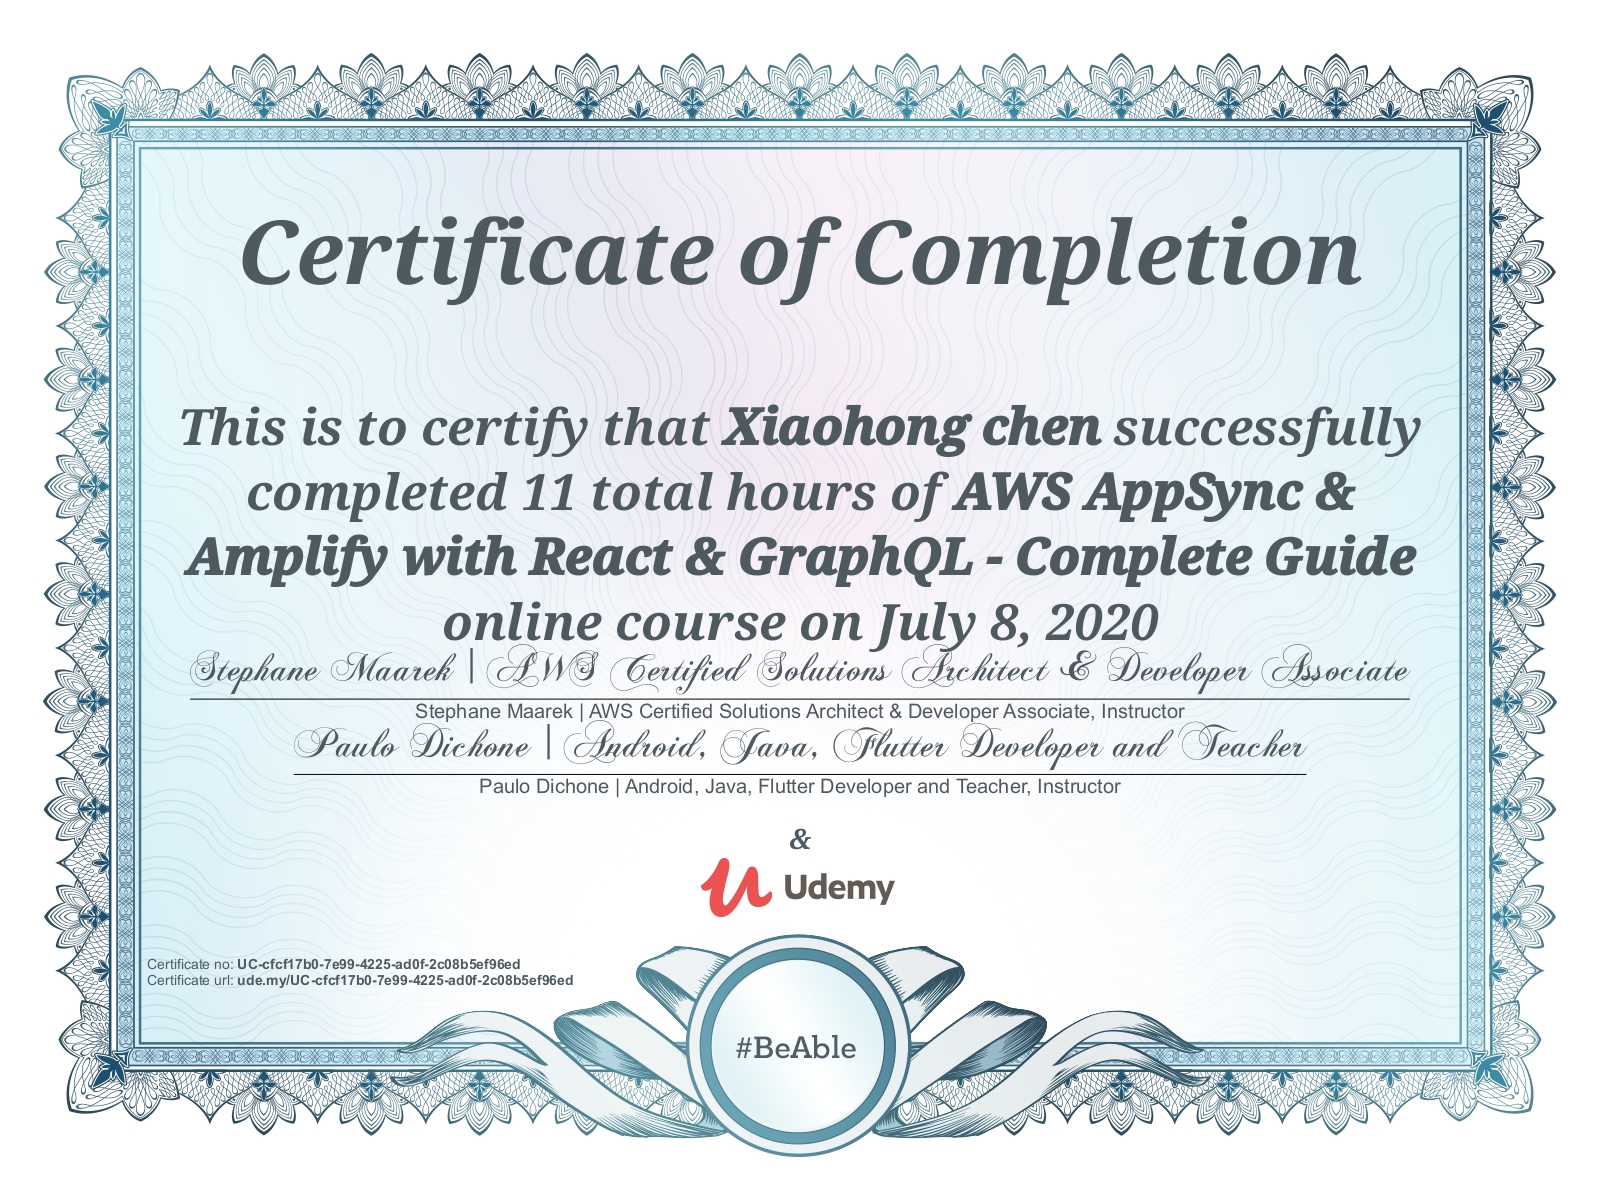 Certificate of Completion
This is to certify that Xiaohong chen successfully
completed 11 total hours of AWS AppSync &
Amplify with React & GraphQL - Complete Guide
online course on July 8, 2020
Stephane Maarek | AWS Certified Solutions Architect & Developer Associate
Stephane Maarek | AWS Certified Solutions Architect & Developer Associate, Instructor
Paulo Dichone | Android, Java, Flutter Developer and Teacher
Paulo Dichone | Android, Java, Flutter Developer and Teacher, Instructor
&
Udemy
Certificate no: UC-cfcf17b0-7e99-4225-ad0f-2c08b5ef96ed
Certificate url: ude.my/UC-cfcf17b0-7e99-4225-ad0f-2c08b5ef96ed
#BeAble